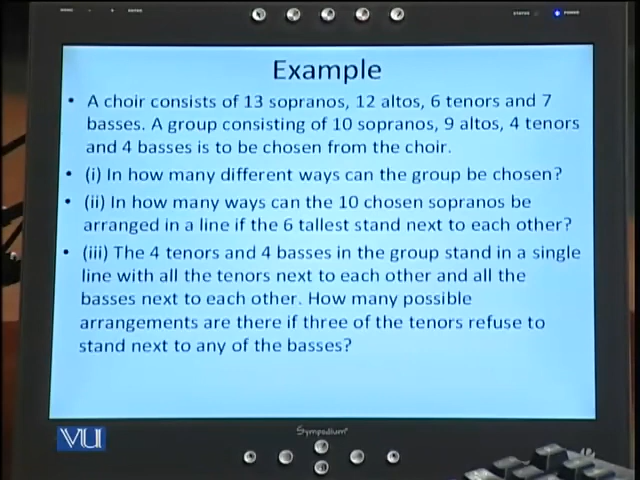 STATUS
POWER
Example
• A choir consists of 13 sopranos, 12 altos, 6 tenors and 7
basses. A group consisting of 10 sopranos, 9 altos, 4 tenors
and 4 basses is to be chosen from the choir.
• (i) In how many different ways can the group be chosen?
• (ii) In how many ways can the 10 chosen sopranos be
arranged in a line if the 6 tallest stand next to each other?
• (iii) The 4 tenors and 4 basses in the group stand in a single
line with all the tenors next to each other and all the
basses next to each other. How many possible
arrangements are there if three of the tenors refuse to
stand next to any of the basses?
Sympodium
VU